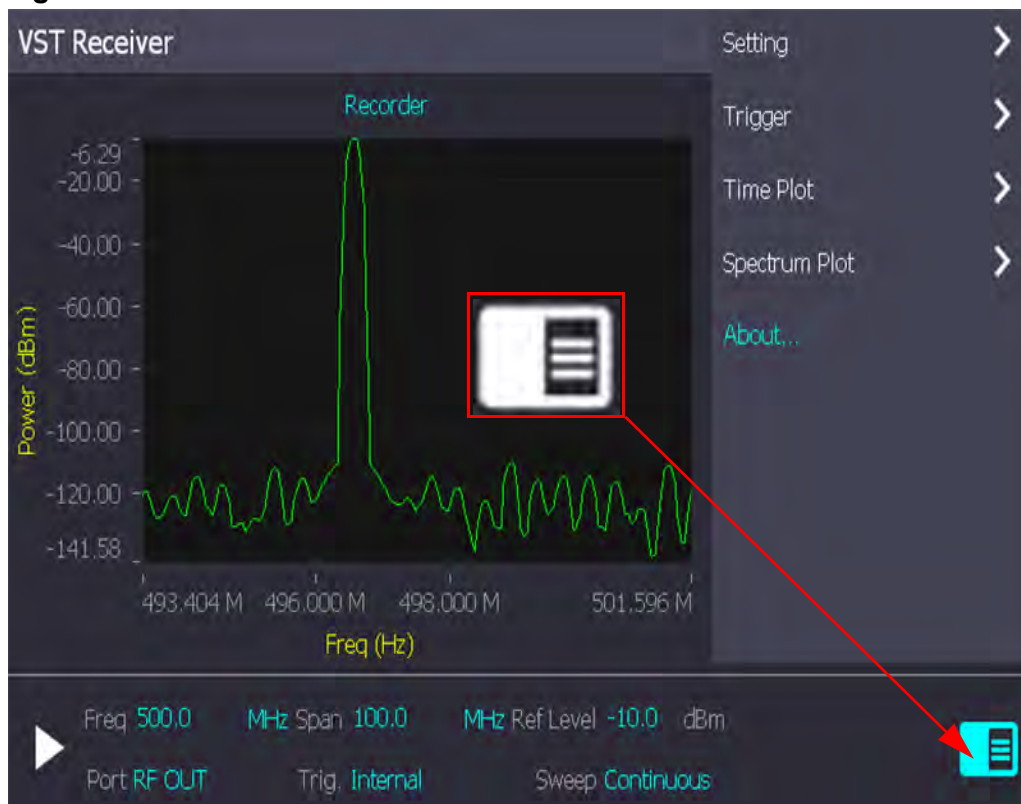 VST Receiver
Recorder
-6.29
-20.00
-40.00
-60.00
-80.00
-100.00
-120.00
-141.58
Power (dBm)
493.404 M 496.000 M 498.000 M 501.596 M
Freq (Hz)
Setting
Trigger
Time Plot
Spectrum Plot
About...
Freq 500.0 MHz Span 100.0 MHz Ref Level -10.0 dBm
Port RF OUT Trig. Internal Sweep Continuous